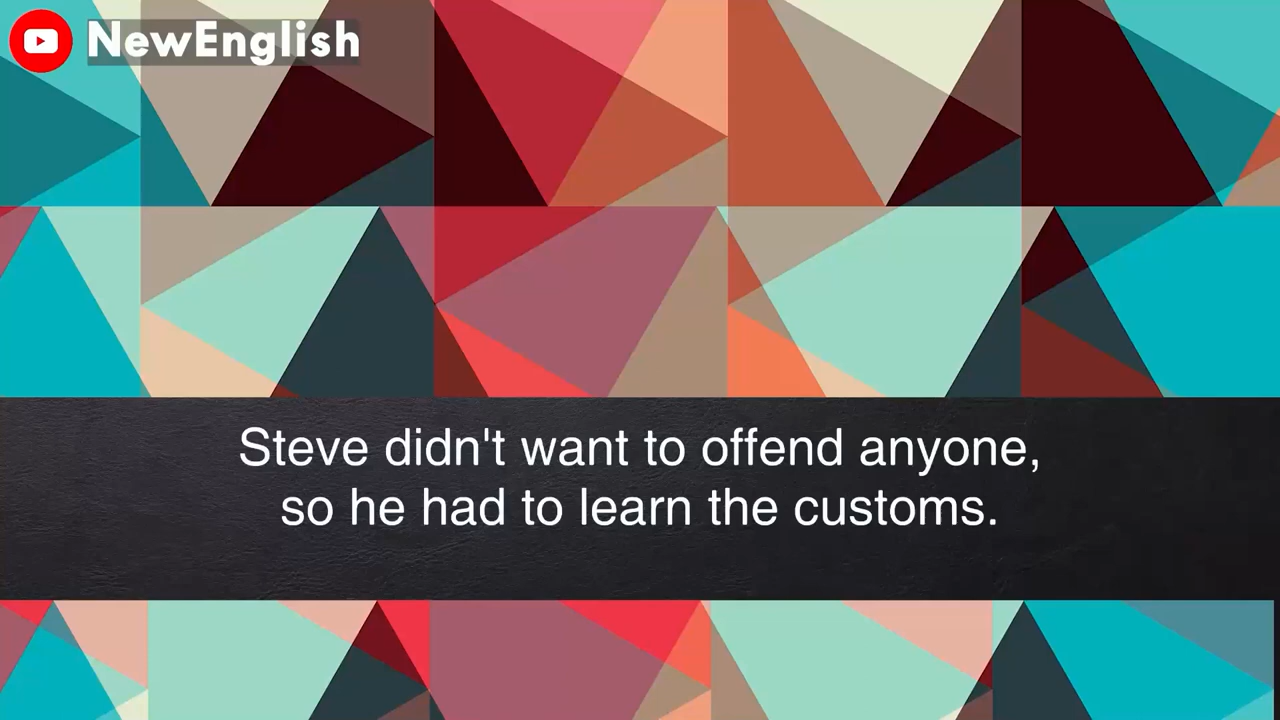 NewEnglish
Steve didn't want to offend anyone,
so he had to learn the customs.